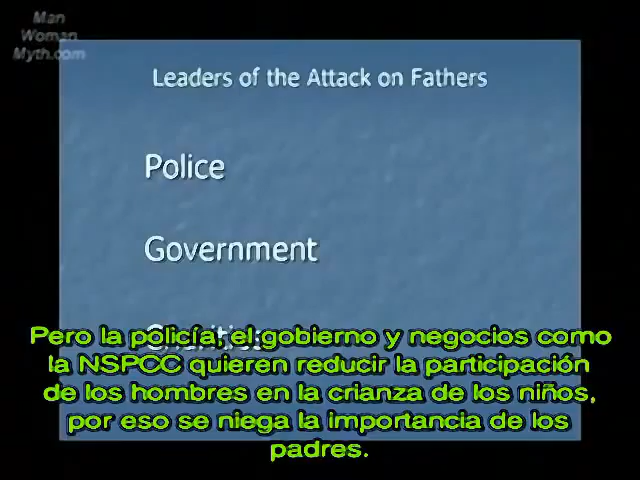 Man
Woman
Myth.com
Leaders of the Attack on Fathers
Police
Government
Charities
Pero la policía, el gobierno y negocios como
la NSPCC quieren reducir la participación
de los hombres en la crianza de los niños,
por eso se niega la importancia de los
padres.